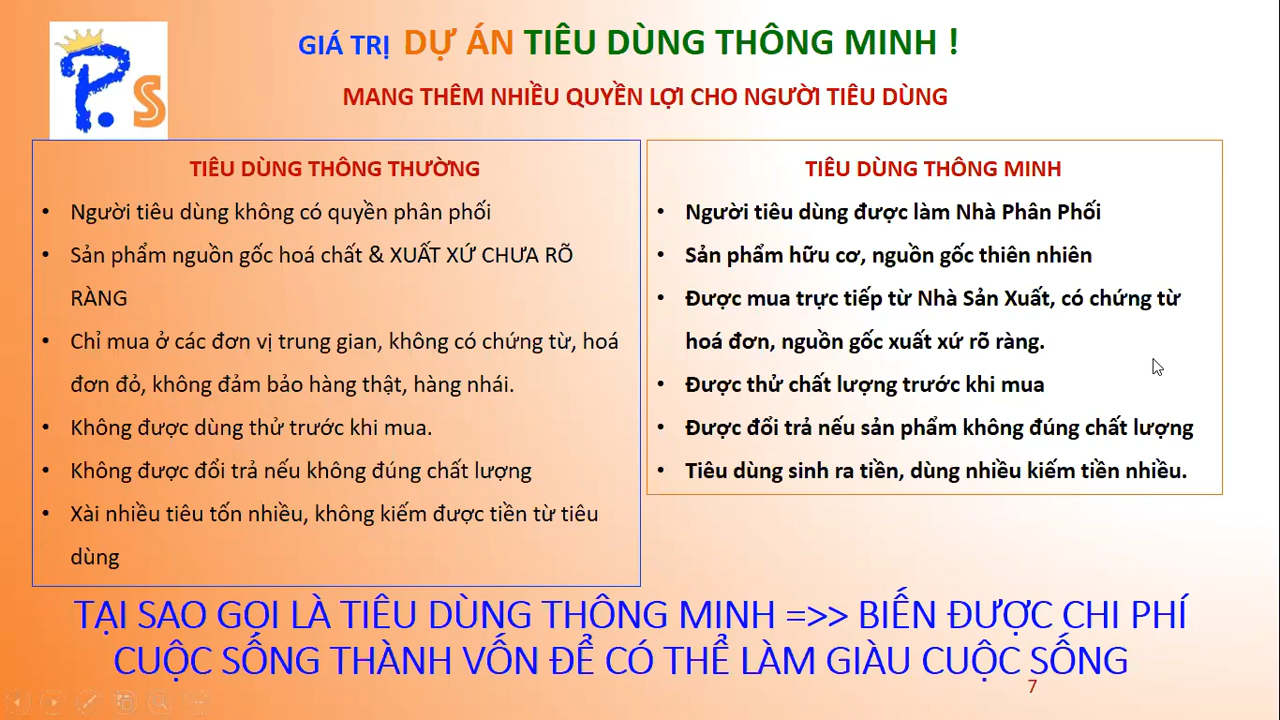 P.s
GIÁ TRỊ DỰ ÁN TIÊU DÙNG THÔNG MINH !
MANG THÊM NHIỀU QUYỀN LỢI CHO NGƯỜI TIÊU DÙNG
TIÊU DÙNG THÔNG THƯỜNG
• Người tiêu dùng không có quyền phân phối
• Sản phẩm nguồn gốc hoá chất & XUẤT XỨ CHƯA RÕ
RÀNG
• Chỉ mua ở các đơn vị trung gian, không có chứng từ, hoá
đơn đỏ, không đảm bảo hàng thật, hàng nhái.
• Không được dùng thử trước khi mua.
• Không được đổi trả nếu không đúng chất lượng
• Xài nhiều tiêu tốn nhiều, không kiếm được tiền từ tiêu
dùng
TIÊU DÙNG THÔNG MINH
• Người tiêu dùng được làm Nhà Phân Phối
• Sản phẩm hữu cơ, nguồn gốc thiên nhiên
• Được mua trực tiếp từ Nhà Sản Xuất, có chứng từ
hoá đơn, nguồn gốc xuất xứ rõ ràng.
• Được thử chất lượng trước khi mua
• Được đổi trả nếu sản phẩm không đúng chất lượng
• Tiêu dùng sinh ra tiền, dùng nhiều kiếm tiền nhiều.
TẠI SAO GỌI LÀ TIÊU DÙNG THÔNG MINH =>> BIẾN ĐƯỢC CHI PHÍ
CUỘC SỐNG THÀNH VỐN ĐỂ CÓ THỂ LÀM GIÀU CUỘC SỐNG
7